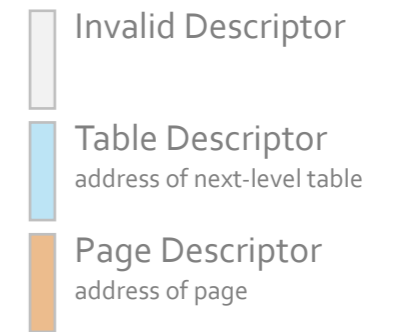 Invalid Descriptor
Table Descriptor
address of next-level table
Page Descriptor
address of page